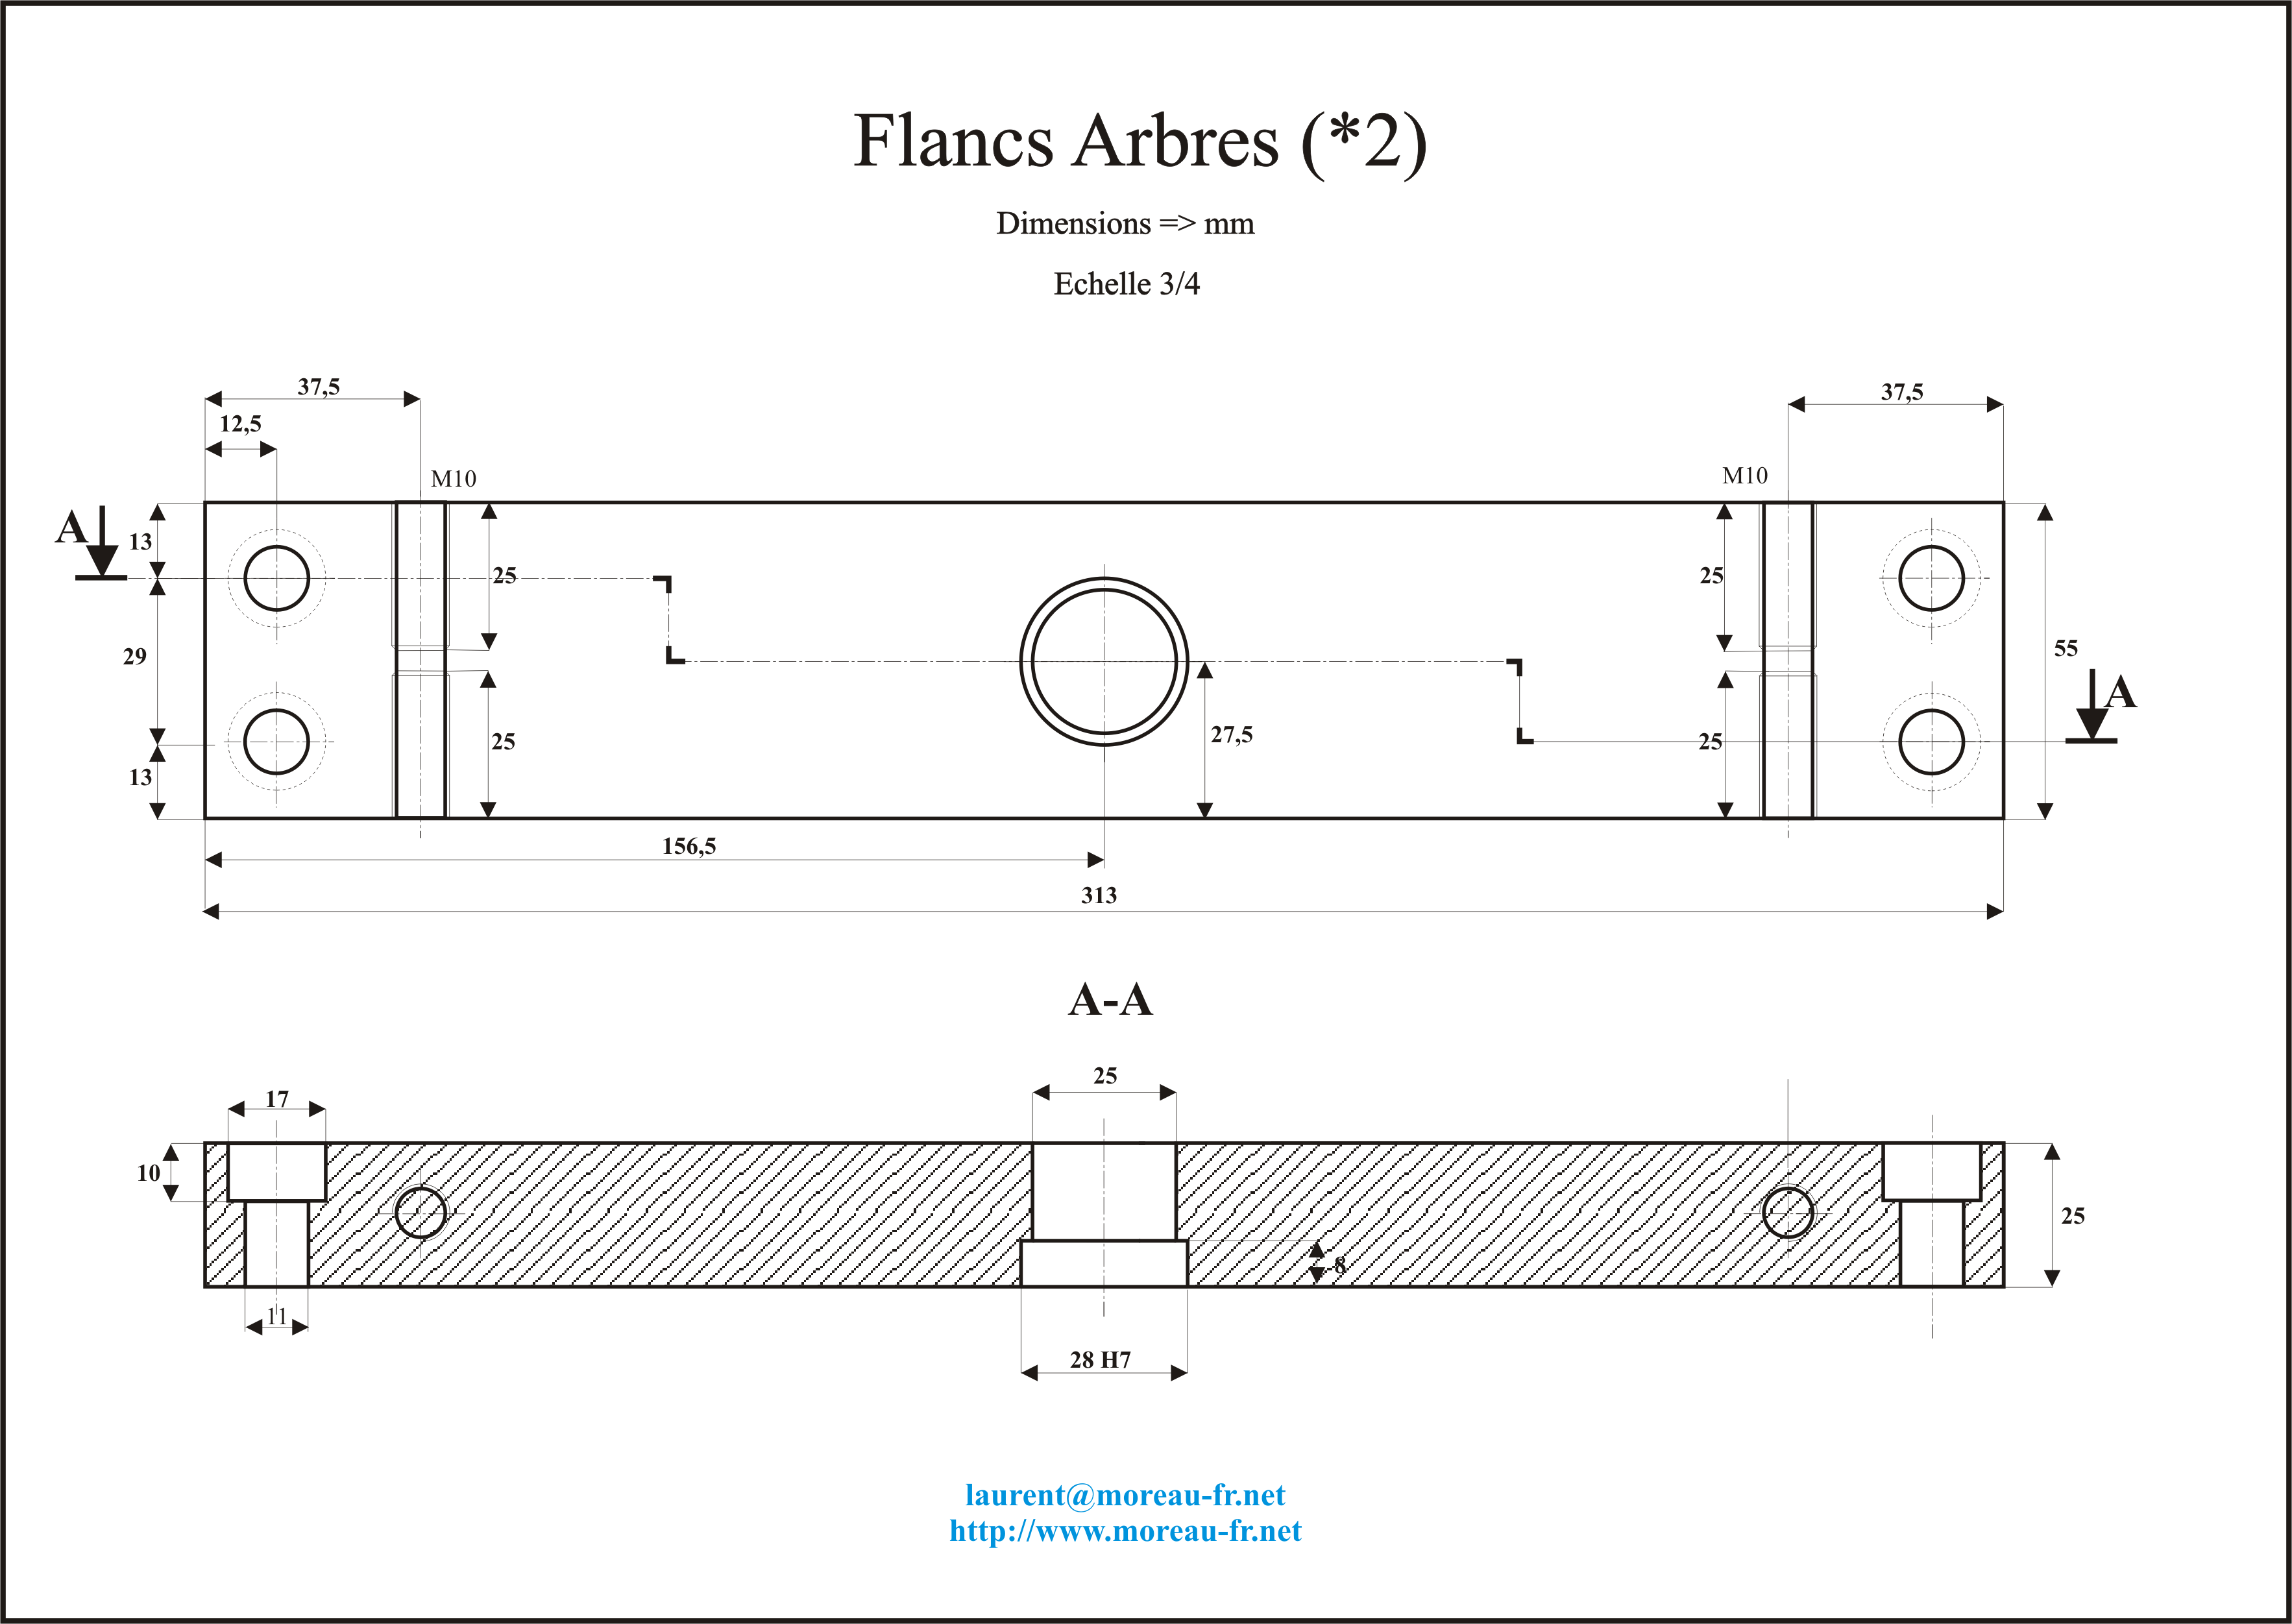 Flancs Arbres (*2)
Dimensions => mm
Echelle 3/4
37,5
37,5
12,5
M10
M10
A
13
25
25
29
55
A
27,5
25
25
13
156,5
313
A-A
25
17
10
25
8
11
28 H7
laurent@moreau-fr.net
http://www.moreau-fr.net